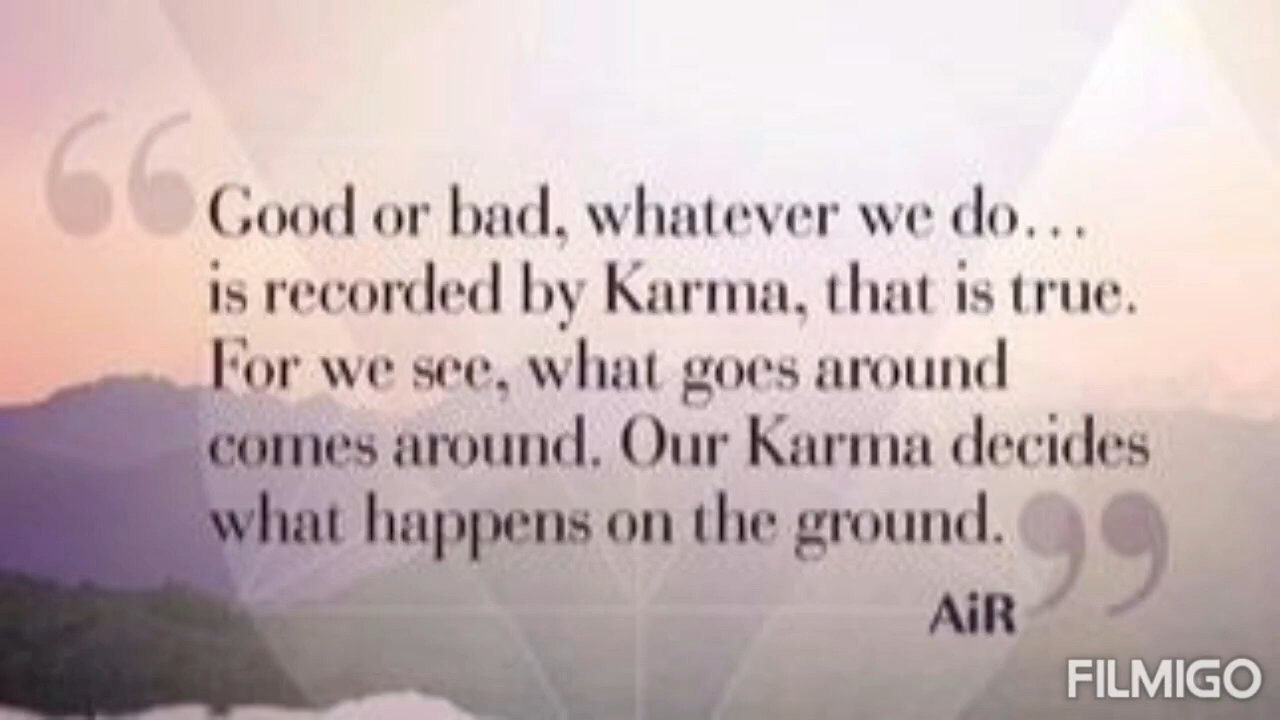 “Good or bad, whatever we do...
is recorded by Karma, that is true.
For we see, what goes around
comes around. Our Karma decides
what happens on the ground.”
AiR
FILMIGO